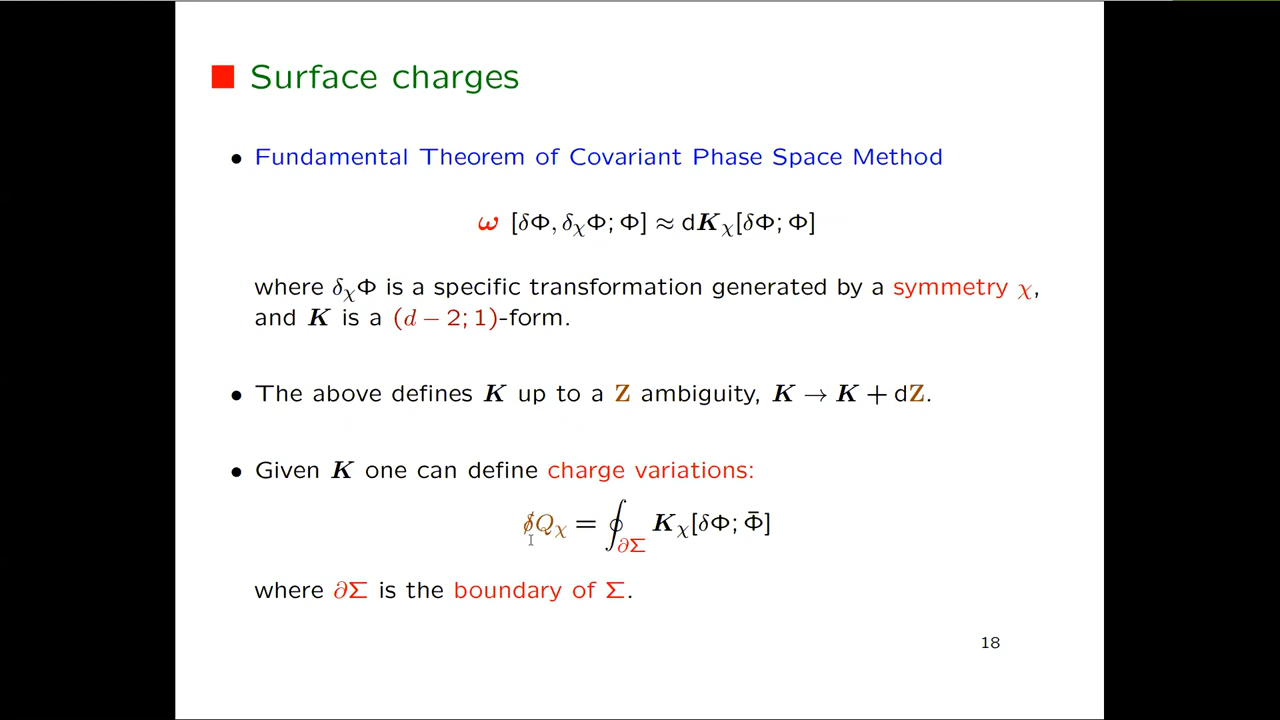 Surface charges
• Fundamental Theorem of Covariant Phase Space Method
ω [δΦ, δ_χΦ; Φ] ≈ dK_χ[δΦ; Φ]
where δ_χΦ is a specific transformation generated by a symmetry χ,
and K is a (d − 2; 1)-form.
• The above defines K up to a Z ambiguity, K → K + dZ.
• Given K one can define charge variations:
δ̸Q_χ = ∮_∂Σ K_χ[δΦ; Φ̄]
where ∂Σ is the boundary of Σ.
18